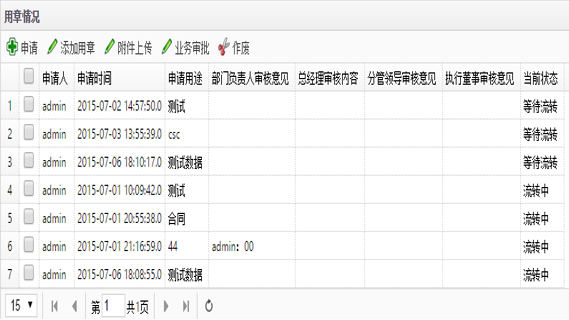 用章情况
申请 添加用章 附件上传 业务审批 作废
申请人 申请时间 申请用途 部门负责人审核意见 总经理审核内容 分管领导审核意见 执行董事审核意见 当前状态
1 admin 2015-07-02 14:57:50.0 测试 等待流转
2 admin 2015-07-03 13:55:39.0 csc 等待流转
3 admin 2015-07-06 18:10:17.0 测试数据 等待流转
4 admin 2015-07-01 10:09:42.0 测试 流转中
5 admin 2015-07-01 20:55:38.0 合同 流转中
6 admin 2015-07-01 21:16:59.0 44 admin：00 流转中
7 admin 2015-07-06 18:08:55.0 测试数据 流转中
15 第 1 共1页